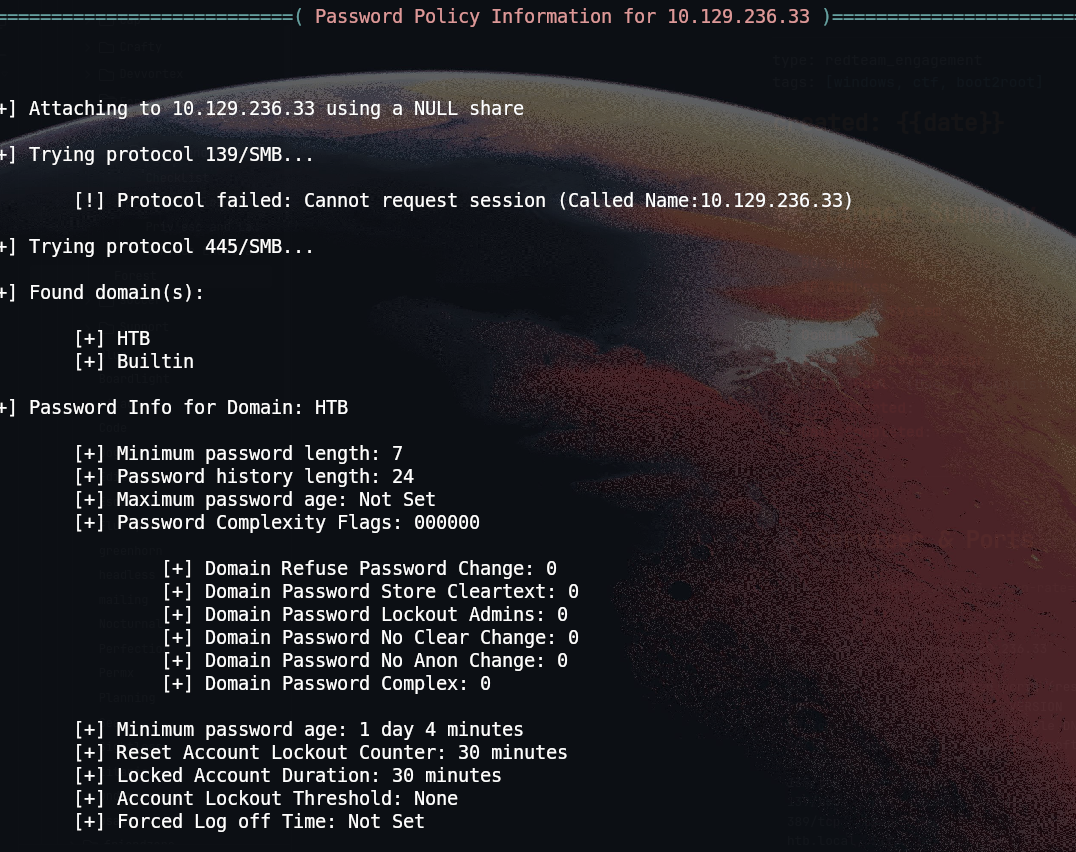 ===========================( Password Policy Information for 10.129.236.33 )=======================
+] Attaching to 10.129.236.33 using a NULL share
+] Trying protocol 139/SMB...
[!] Protocol failed: Cannot request session (Called Name:10.129.236.33)
+] Trying protocol 445/SMB...
+] Found domain(s):
[+] HTB
[+] Builtin
+] Password Info for Domain: HTB
[+] Minimum password length: 7
[+] Password history length: 24
[+] Maximum password age: Not Set
[+] Password Complexity Flags: 000000
[+] Domain Refuse Password Change: 0
[+] Domain Password Store Cleartext: 0
[+] Domain Password Lockout Admins: 0
[+] Domain Password No Clear Change: 0
[+] Domain Password No Anon Change: 0
[+] Domain Password Complex: 0
[+] Minimum password age: 1 day 4 minutes
[+] Reset Account Lockout Counter: 30 minutes
[+] Locked Account Duration: 30 minutes
[+] Account Lockout Threshold: None
[+] Forced Log off Time: Not Set